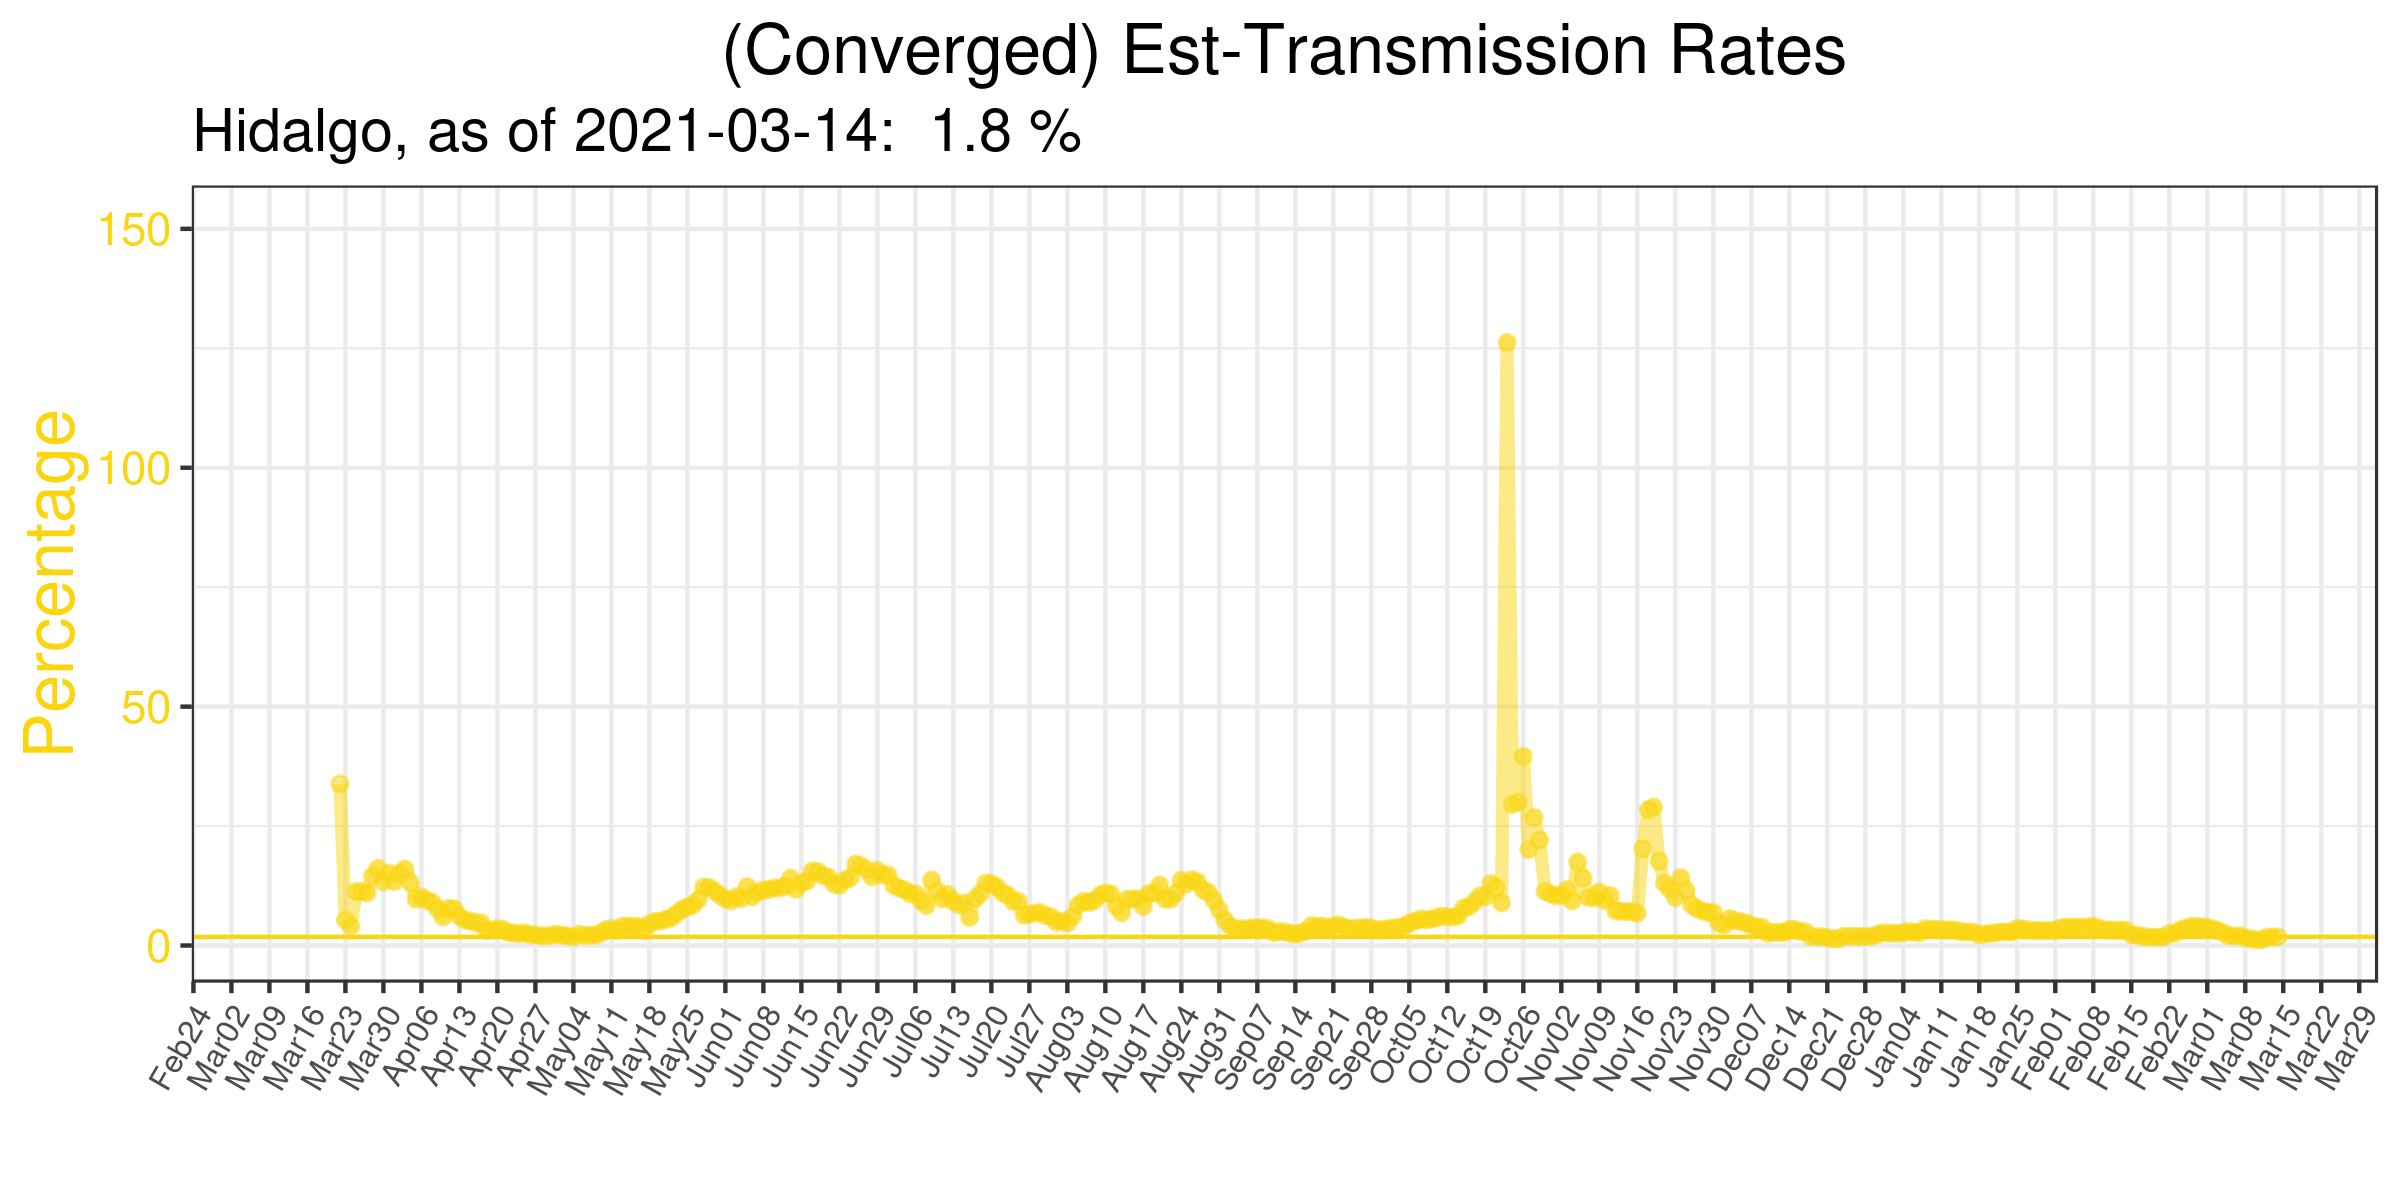 (Converged) Est-Transmission Rates
Hidalgo, as of 2021-03-14:  1.8 %
Percentage
150
100
50
0
Feb24
Mar02
Mar09
Mar16
Mar23
Mar30
Apr06
Apr13
Apr20
Apr27
May04
May11
May18
May25
Jun01
Jun08
Jun15
Jun22
Jun29
Jul06
Jul13
Jul20
Jul27
Aug03
Aug10
Aug17
Aug24
Aug31
Sep07
Sep14
Sep21
Sep28
Oct05
Oct12
Oct19
Oct26
Nov02
Nov09
Nov16
Nov23
Nov30
Dec07
Dec14
Dec21
Dec28
Jan04
Jan11
Jan18
Jan25
Feb01
Feb08
Feb15
Feb22
Mar01
Mar08
Mar15
Mar22
Mar29